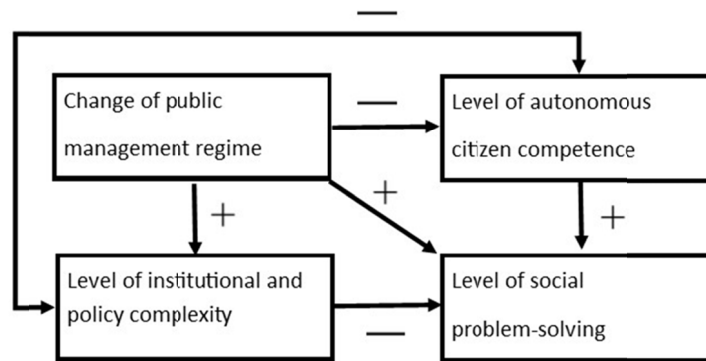 —
Change of public
management regime
—
Level of autonomous
citizen competence
+
+
+
Level of institutional and
policy complexity
—
Level of social
problem-solving